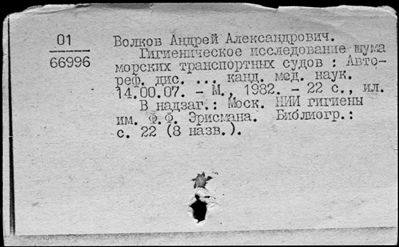 01
66996
Волков Андрей Александрович.
Гигиеническое исследование шума
морских транспортных судов : Авто-
реф. дис. ... канд. мед. наук.
14.00.07. - М., 1982. - 22 с., ил.
В надзаг.: Моск. НИИ гигиены
им. Ф.Ф. Эрисмана. Библиогр.:
с. 22 (8 назв.).